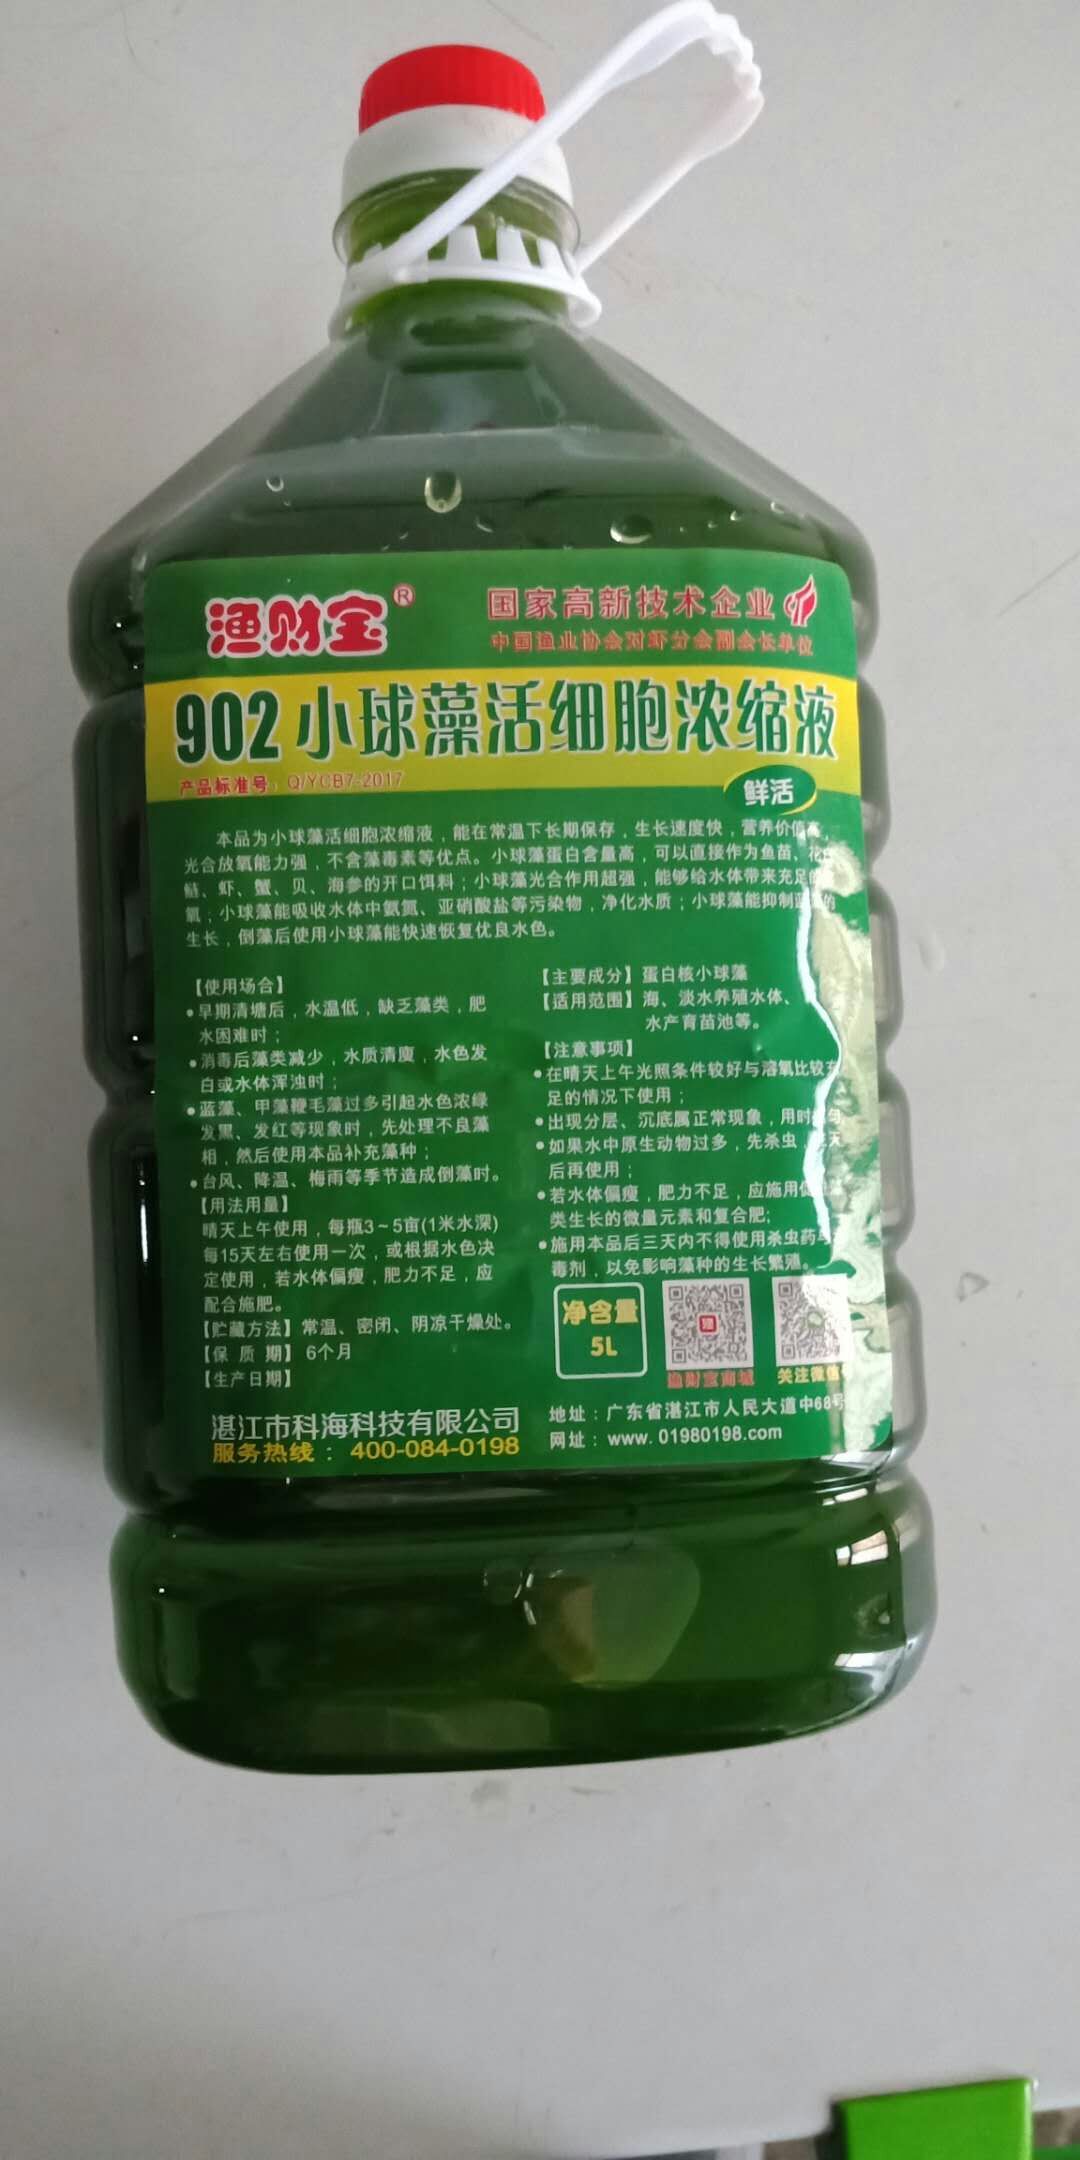 渔财宝®
国家高新技术企业
中国渔业协会对虾分会副会长单位
902小球藻活细胞浓缩液
产品标准号：Q/YCB7-2017
鲜活
本品为小球藻活细胞浓缩液，能在常温下长期保存，生长速度快，营养价值
光合放氧能力强，不含藻毒素等优点。小球藻蛋白含量高，可以直接作为鱼苗、花
鲢、虾、蟹、贝、海参的开口饵料；小球藻光合作用超强，能够给水体带来充足
氧；小球藻能吸收水体中氨氮、亚硝酸盐等污染物，净化水质；小球藻能抑制蓝藻的
生长，倒藻后使用小球藻能快速恢复优良水色。
【使用场合】
●早期清塘后，水温低，缺乏藻类，肥
水困难时；
●消毒后藻类减少，水质清廋，水色发
白或水体浑浊时；
●蓝藻、甲藻鞭毛藻过多引起水色浓绿
发黑、发红等现象时，先处理不良藻
相，然后使用本品补充藻种；
●台风、降温、梅雨等季节造成倒藻时。
【用法用量】
晴天上午使用，每瓶3～5亩(1米水深)
每15天左右使用一次，或根据水色决
定使用，若水体偏瘦，肥力不足，应
配合施肥。
【贮藏方法】常温、密闭、阴凉干燥处。
【保 质 期】6个月
【生产日期】
【主要成分】蛋白核小球藻
【适用范围】海、淡水养殖水体、
水产育苗池等。
【注意事项】
●在晴天上午光照条件较好与溶氧比较充
足的情况下使用；
●出现分层、沉底属正常现象，用时
●如果水中原生动物过多，先杀虫，
后再使用；
●若水体偏瘦，肥力不足，应施用促
类生长的微量元素和复合肥;
●施用本品后三天内不得使用杀虫药与
毒剂，以免影响藻种的生长繁殖。
净含量
5L
渔财宝商城
关注微信
湛江市科海科技有限公司
服务热线：400-084-0198
地址：广东省湛江市人民大道中68号
网址：www.01980198.com